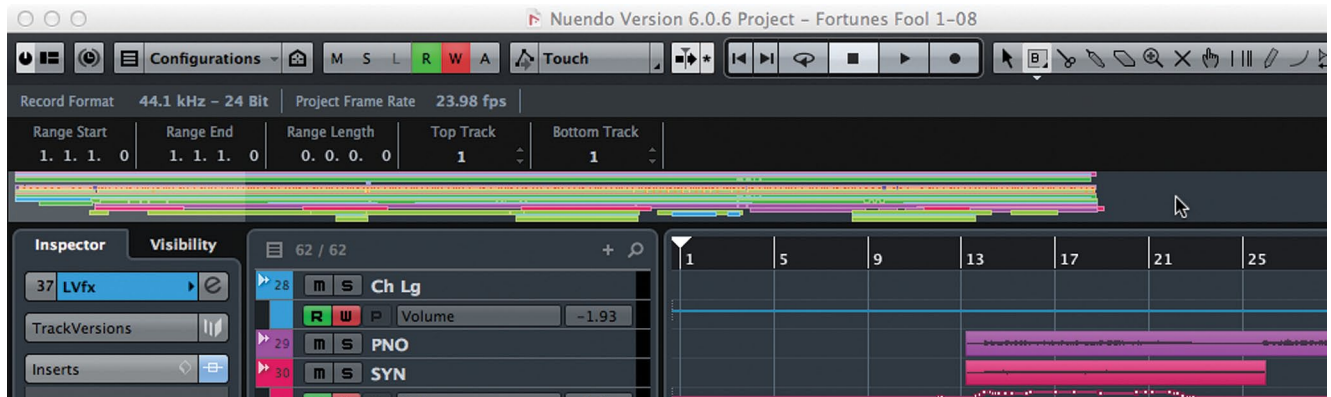 Nuendo Version 6.0.6 Project – Fortunes Fool 1-08
Configurations M S L R W A Touch B
Record Format 44.1 kHz – 24 Bit Project Frame Rate 23.98 fps
Range Start Range End Range Length Top Track Bottom Track
1. 1. 1. 0 1. 1. 1. 0 0. 0. 0. 0 1 1
Inspector Visibility 62 / 62 1 5 9 13 17 21 25
37 LVfx e 28 m S Ch Lg
R W P Volume -1.93
TrackVersions 29 m S PNO
Inserts 30 m S SYN